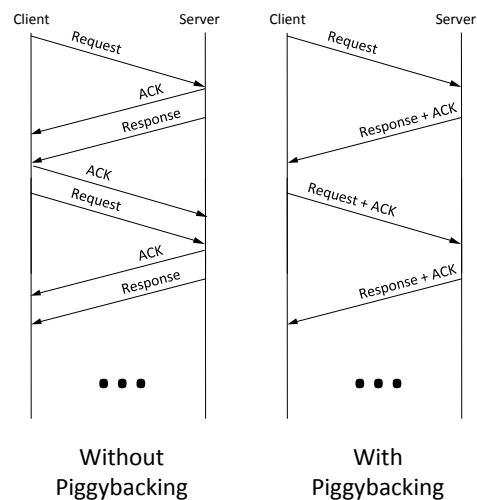 Client
Server
Request
ACK
Response
ACK
Request
ACK
Response
Without
Piggybacking
Client
Server
Request
Response + ACK
Request + ACK
Response + ACK
With
Piggybacking